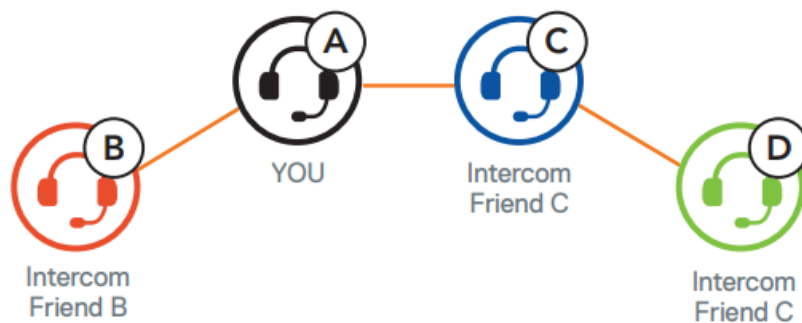 A
C
B
D
YOU
Intercom
Friend C
Intercom
Friend B
Intercom
Friend C